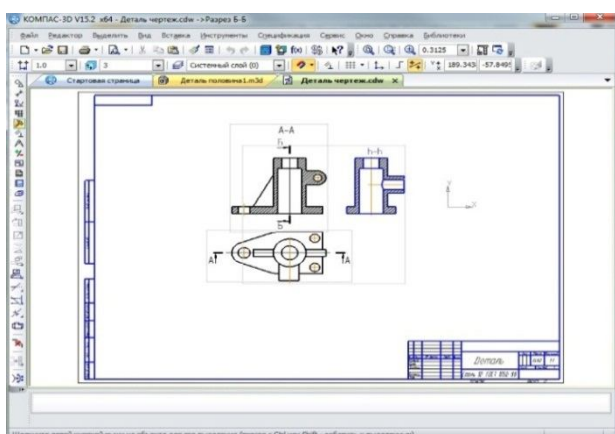 КОМПАС-3D V15.2 x64 - Деталь чертеж.cdw ->Разрез Б-Б
Файл Редактор Выделить Вид Вставка Инструменты Спецификация Сервис Окно Справка Библиотеки
0.3125
1.0 3 Системный слой (0) 189.343 -57.8495
Стартовая страница Деталь половина1.m3d Деталь чертеж.cdw
А-А
Б
Б-Б
Б
А А
Y
X
Деталь